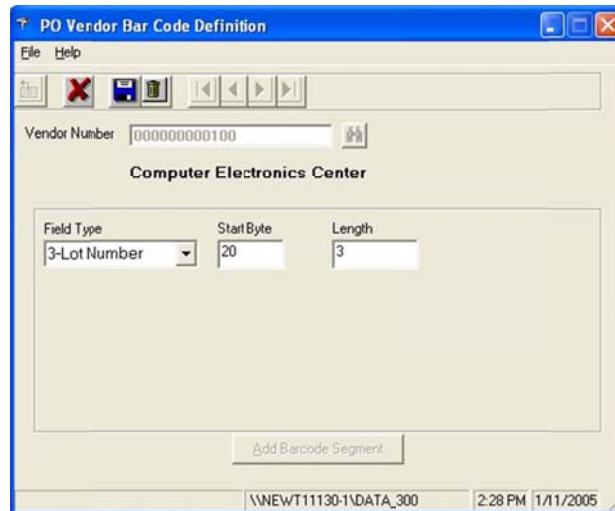 PO Vendor Bar Code Definition
File Help
Vendor Number 000000000100
Computer Electronics Center
Field Type Start Byte Length
3-Lot Number 20 3
Add Barcode Segment
\\NEWT11130-1\DATA_300 2:28 PM 1/11/2005